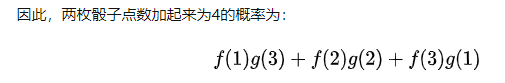 因此，两枚骰子点数加起来为4的概率为：
f(1)g(3) + f(2)g(2) + f(3)g(1)